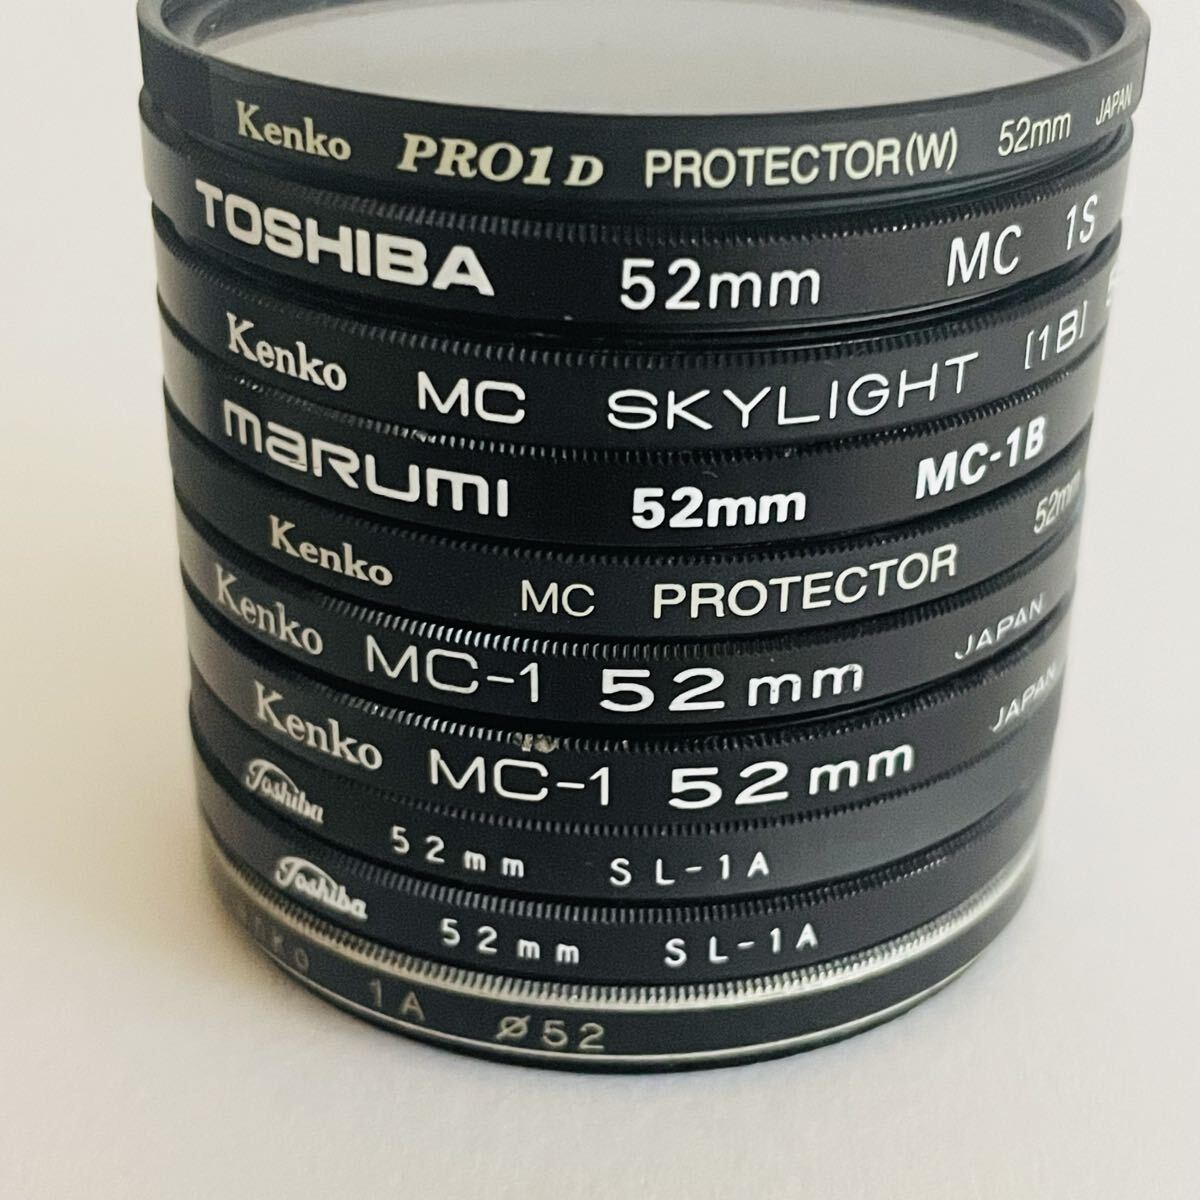 Kenko PRO1 D PROTECTOR(W) 52mm JAPAN
TOSHIBA 52mm MC 1S
Kenko MC SKYLIGHT [1B]
marumi 52mm MC-1B
Kenko MC PROTECTOR 52mm
Kenko MC-1 52mm JAPAN
Kenko MC-1 52mm JAPAN
Toshiba 52mm SL-1A
Toshiba 52mm SL-1A
1A ø52